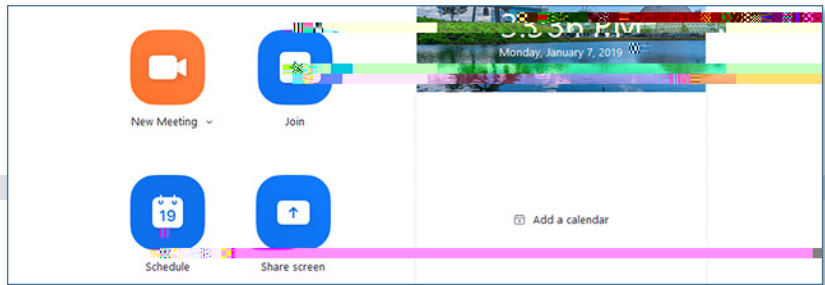 Monday, January 7, 2019
New Meeting
Join
19
Add a calendar
Schedule
Share screen